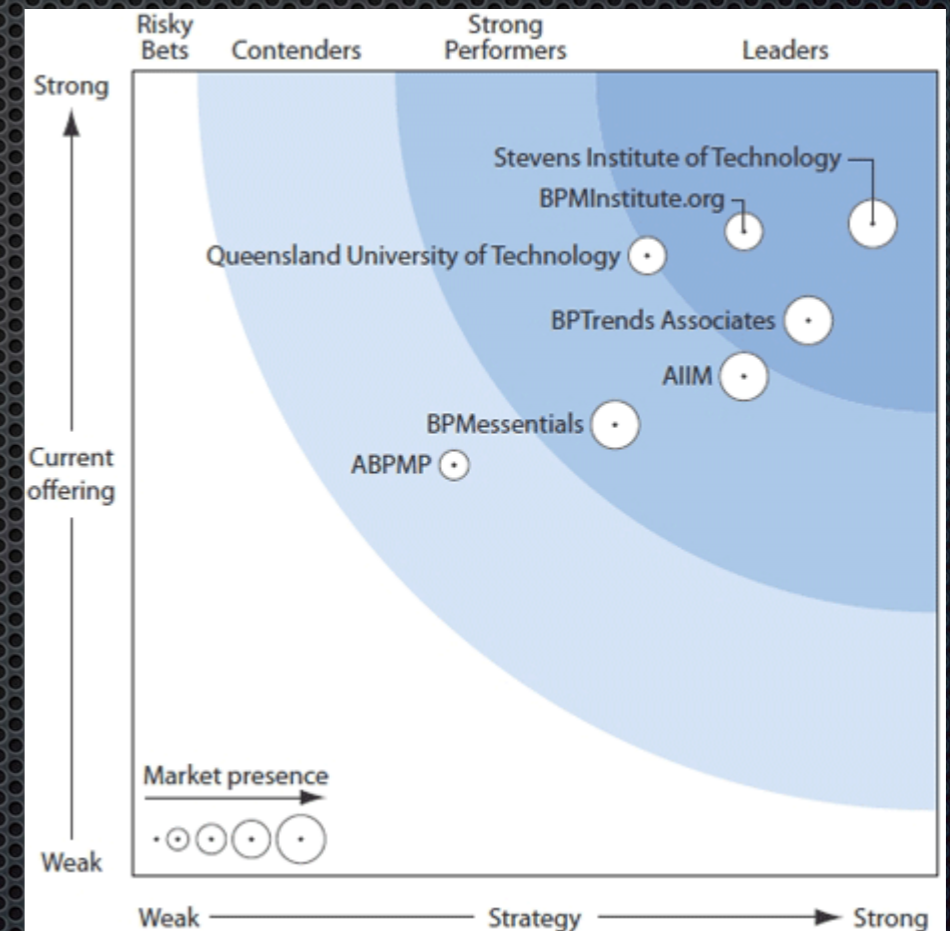 Risky
Bets
Contenders
Strong
Performers
Leaders
Strong
Stevens Institute of Technology
BPMInstitute.org
Queensland University of Technology
BPTrends Associates
AIIM
BPMessentials
ABPMP
Current
offering
Market presence
Weak
Weak
Strategy
Strong